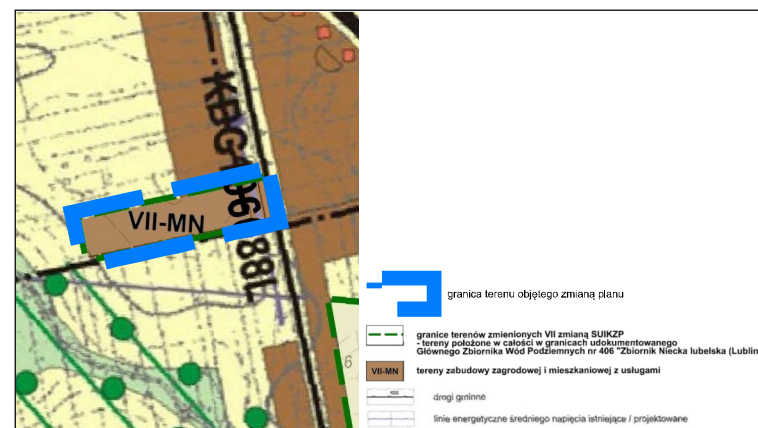 VII-MN
granica terenu objętego zmianą planu
granice terenów zmienionych VII zmianą SUIKZP
- tereny położone w całości w granicach udokumentowanego
Głównego Zbiornika Wód Podziemnych nr 406 "Zbiornik Niecka lubelska (Lublin
VII-MN
tereny zabudowy zagrodowej i mieszkaniowej z usługami
drogi gminne
linie energetyczne średniego napięcia istniejące / projektowane
6